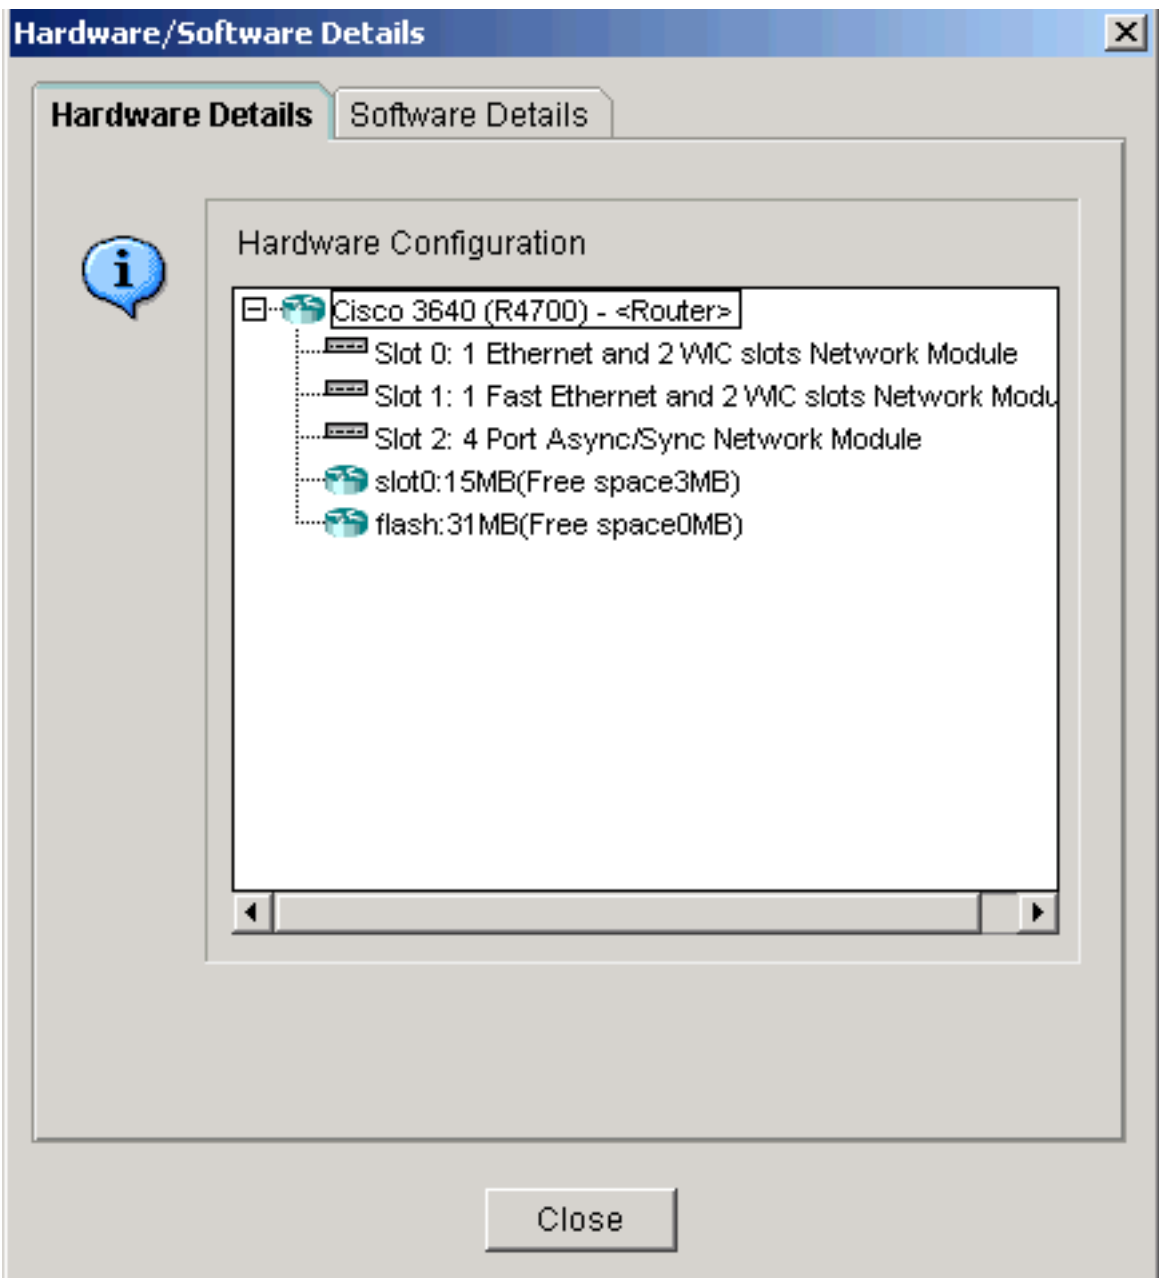 Hardware/Software Details
Hardware Details
Software Details
Hardware Configuration
Cisco 3640 (R4700) - <Router>
Slot 0: 1 Ethernet and 2 WIC slots Network Module
Slot 1: 1 Fast Ethernet and 2 WIC slots Network Modu
Slot 2: 4 Port Async/Sync Network Module
slot0:15MB(Free space3MB)
flash:31MB(Free space0MB)
Close